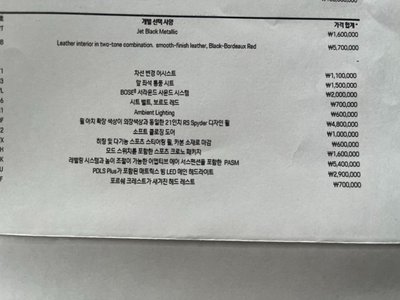 개별 선택 사양 가격 합계*
Jet Black Metallic ₩1,600,000
Leather interior in two-tone combination. smooth-finish leather, Black-Bordeaux Red ₩5,700,000
차선 변경 어시스트 ₩1,100,000
앞 좌석 통풍 시트 ₩1,500,000
BOSE® 서라운드 사운드 시스템 ₩2,000,000
시트 벨트, 보르도 레드 ₩700,000
Ambient Lighting ₩600,000
휠 아치 확장 색상이 외장색상과 동일한 21인치 RS Spyder 디자인 휠 ₩4,800,000
소프트 클로징 도어 ₩1,000,000
히팅 및 다기능 스포츠 스티어링 휠, 카본 소재로 마감 ₩600,000
모드 스위치를 포함한 스포츠 크로노 패키지 ₩1,600,000
레벨링 시스템과 높이 조절이 가능한 어댑티브 에어 서스펜션을 포함한 PASM ₩5,400,000
PDLS Plus가 포함된 매트릭스 빔 LED 메인 헤드라이트 ₩2,900,000
포르쉐 크레스트가 새겨진 헤드 레스트 ₩700,000